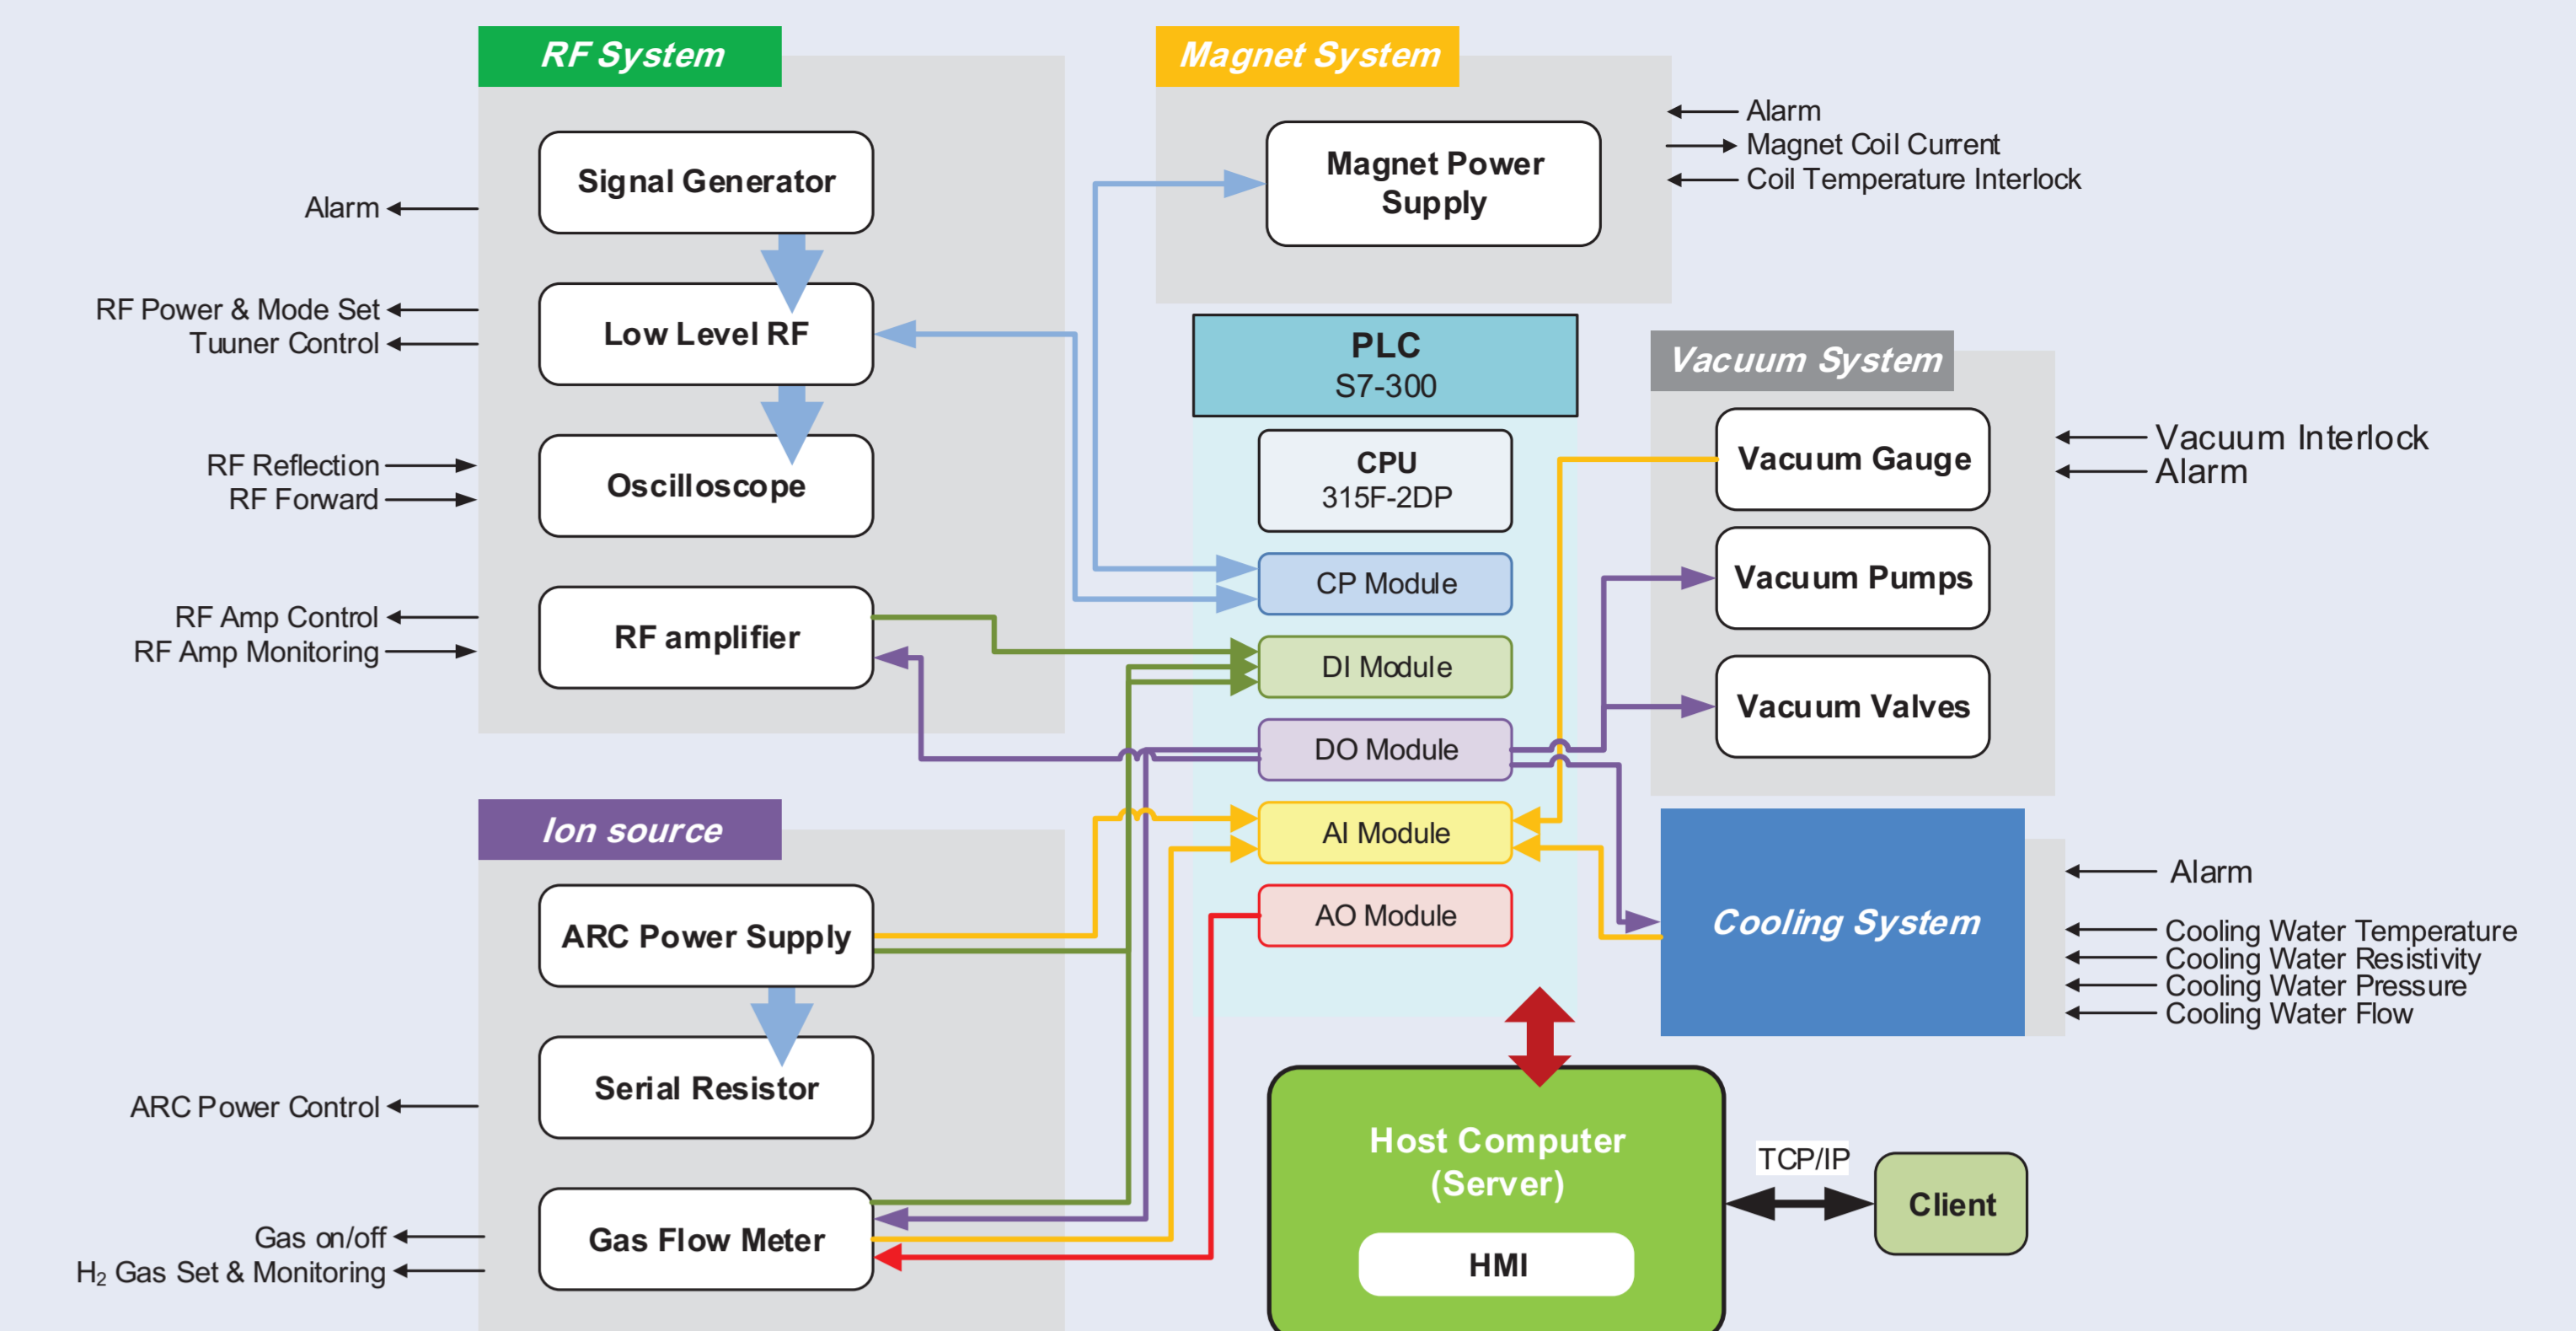 RF System
Signal Generator
Low Level RF
Oscilloscope
RF amplifier
Alarm
RF Power & Mode Set
Tuuner Control
RF Reflection
RF Forward
RF Amp Control
RF Amp Monitoring
Ion source
ARC Power Supply
Serial Resistor
Gas Flow Meter
ARC Power Control
Gas on/off
H₂ Gas Set & Monitoring
Magnet System
Magnet Power
Supply
Alarm
Magnet Coil Current
Coil Temperature Interlock
PLC
S7-300
CPU
315F-2DP
CP Module
DI Module
DO Module
AI Module
AO Module
Vacuum System
Vacuum Gauge
Vacuum Pumps
Vacuum Valves
Vacuum Interlock
Alarm
Cooling System
Alarm
Cooling Water Temperature
Cooling Water Resistivity
Cooling Water Pressure
Cooling Water Flow
Host Computer
(Server)
HMI
TCP/IP
Client